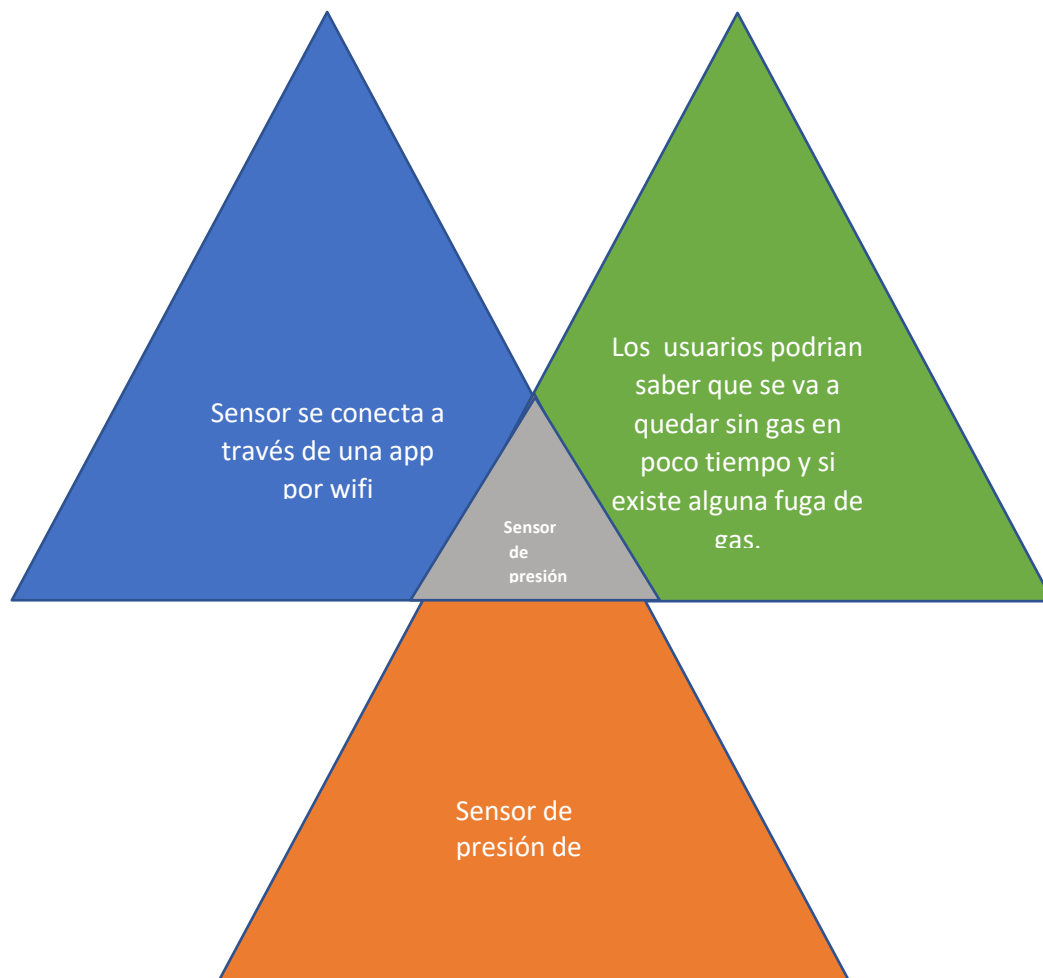 Sensor se conecta a
través de una app
por wifi
Los usuarios podrian
saber que se va a
quedar sin gas en
poco tiempo y si
existe alguna fuga de
gas.
Sensor
de
presión
Sensor de
presión de